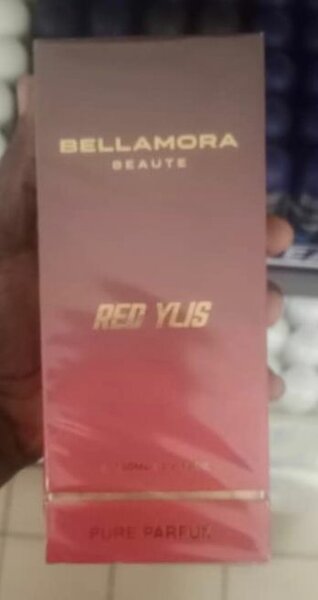 BELLAMORA
BEAUTE
RED YLIS
PURE PARFUM